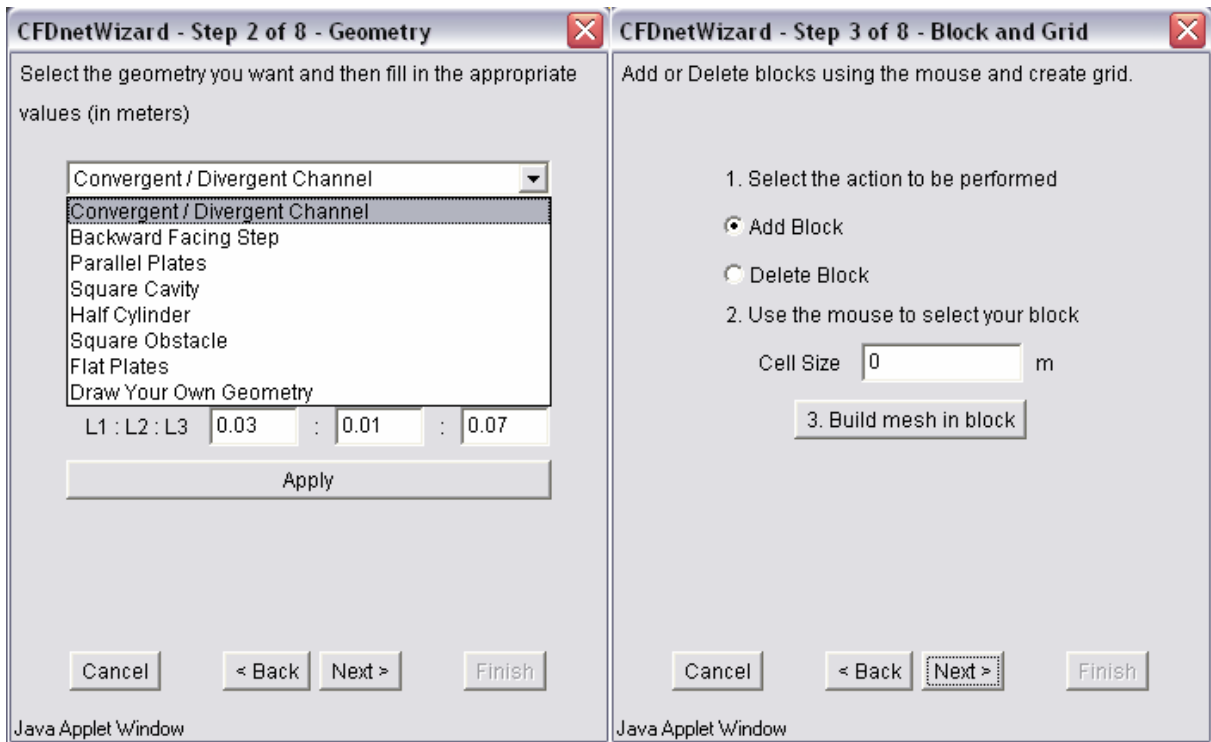 CFDnetWizard - Step 2 of 8 - Geometry
Select the geometry you want and then fill in the appropriate
values (in meters)
Convergent / Divergent Channel
Convergent / Divergent Channel
Backward Facing Step
Parallel Plates
Square Cavity
Half Cylinder
Square Obstacle
Flat Plates
Draw Your Own Geometry
L1 : L2 : L3 0.03 : 0.01 : 0.07
Apply
Cancel < Back Next > Finish
Java Applet Window
CFDnetWizard - Step 3 of 8 - Block and Grid
Add or Delete blocks using the mouse and create grid.
1. Select the action to be performed
Add Block
Delete Block
2. Use the mouse to select your block
Cell Size 0 m
3. Build mesh in block
Cancel < Back Next > Finish
Java Applet Window